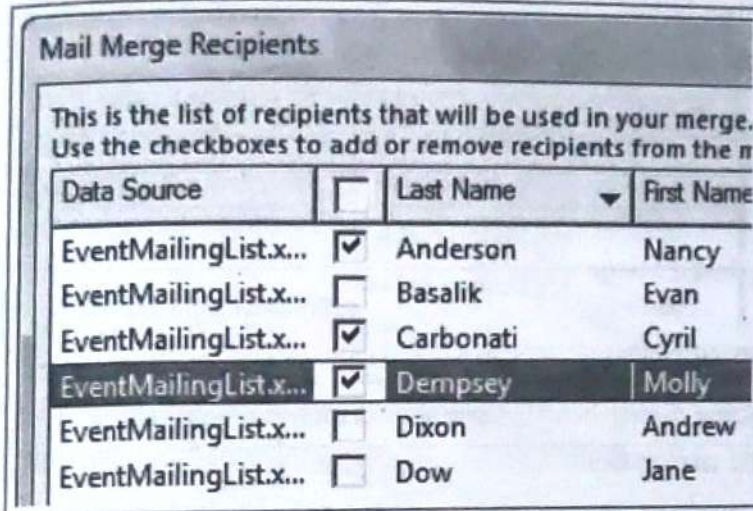 Mail Merge Recipients
This is the list of recipients that will be used in your merge.
Use the checkboxes to add or remove recipients from the m
Data Source Last Name First Name
EventMailingList.x... Anderson Nancy
EventMailingList.x... Basalik Evan
EventMailingList.x... Carbonati Cyril
EventMailingList.x... Dempsey Molly
EventMailingList.x... Dixon Andrew
EventMailingList.x... Dow Jane